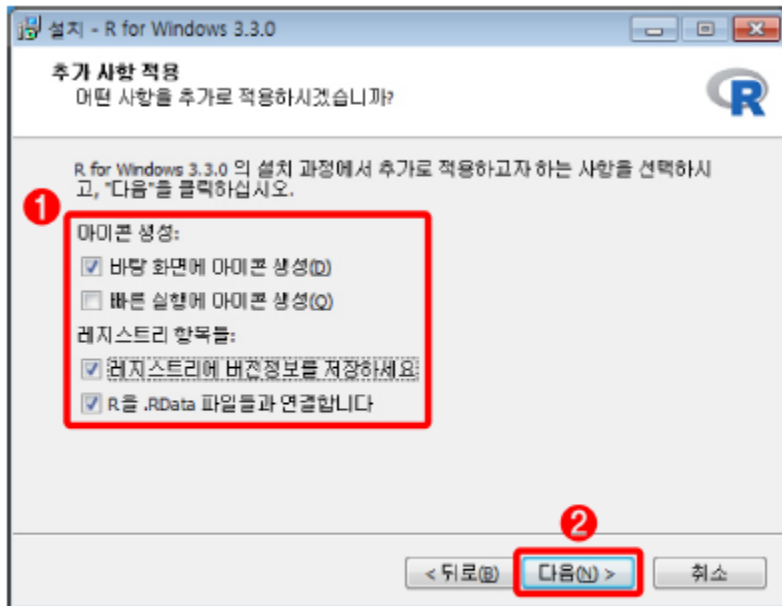 설치 - R for Windows 3.3.0
추가 사항 적용
어떤 사항을 추가로 적용하시겠습니까?
R
R for Windows 3.3.0 의 설치 과정에서 추가로 적용하고자 하는 사항을 선택하시
고, "다음"을 클릭하십시오.
1
아이콘 생성:
바탕 화면에 아이콘 생성(D)
빠른 실행에 아이콘 생성(Q)
레지스트리 항목들:
레지스트리에 버전정보를 저장하세요
R을 .RData 파일들과 연결합니다
2
< 뒤로(B) 다음(N) > 취소